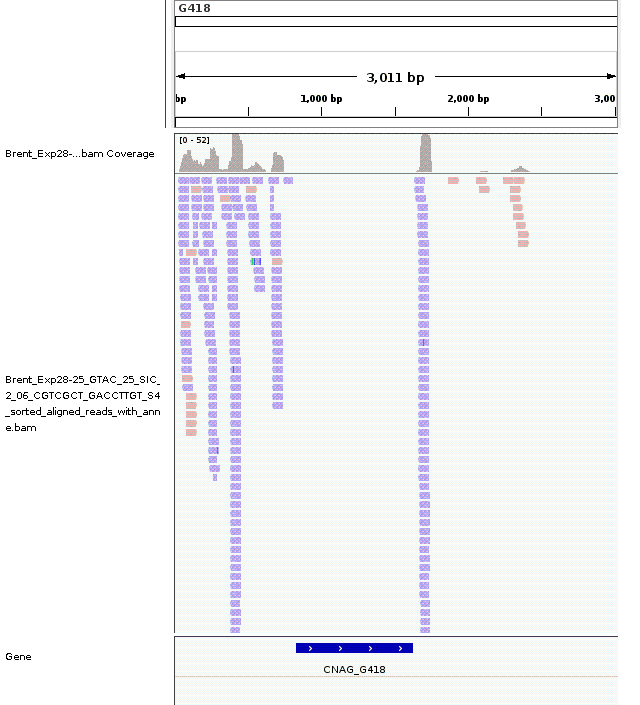 G418
3,011 bp
bp 1,000 bp 2,000 bp 3,00
[0 - 52]
Brent_Exp28-...bam Coverage
Brent_Exp28-25_GTAC_25_SIC_
2_06_CGTCGCT_GACCTTGT_S4
_sorted_aligned_reads_with_ann
e.bam
Gene
CNAG_G418